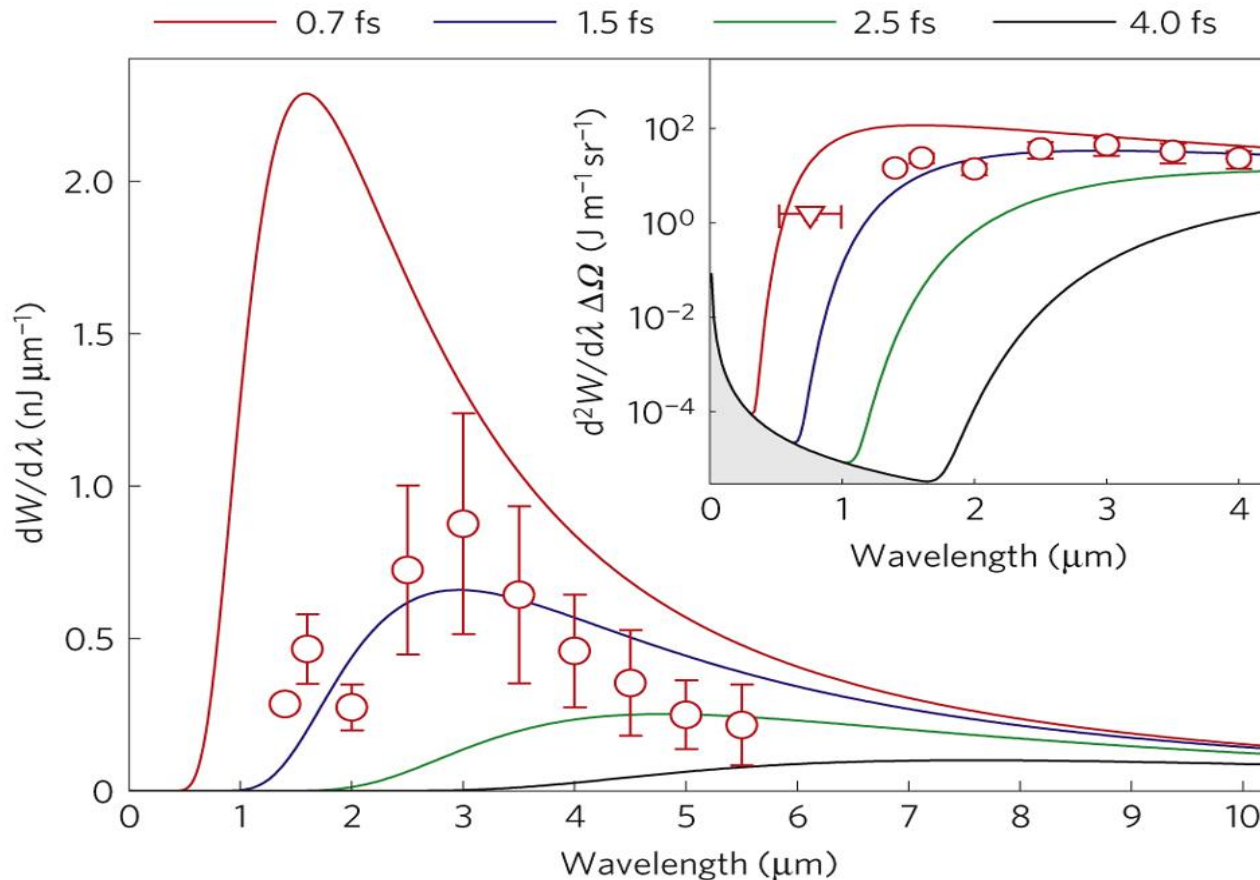 0.7 fs 1.5 fs 2.5 fs 4.0 fs
dW/dλ (nJ μm⁻¹)
2.0
1.5
1.0
0.5
0
0 1 2 3 4 5 6 7 8 9 10
Wavelength (μm)
d²W/dλ ΔΩ (J m⁻¹ sr⁻¹)
10²
10⁰
10⁻²
10⁻⁴
0 1 2 3 4
Wavelength (μm)